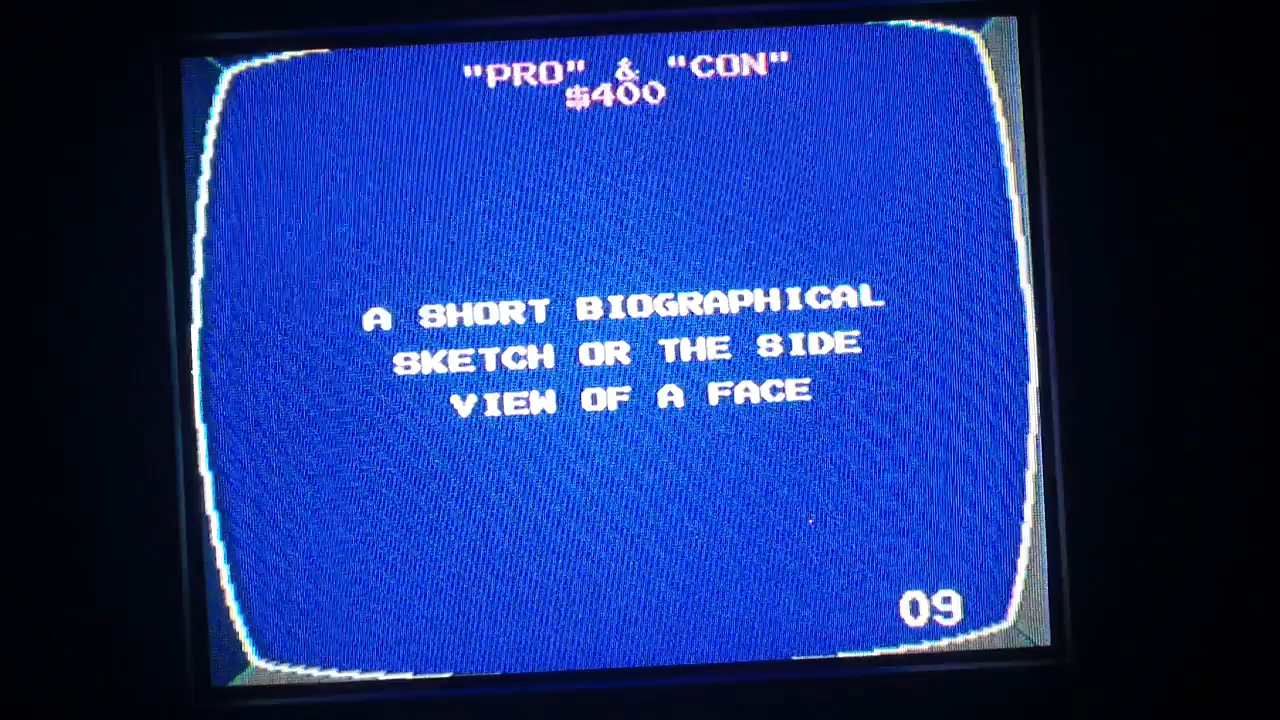 "PRO" & "CON"
$400
A SHORT BIOGRAPHICAL
SKETCH OR THE SIDE
VIEW OF A FACE
09